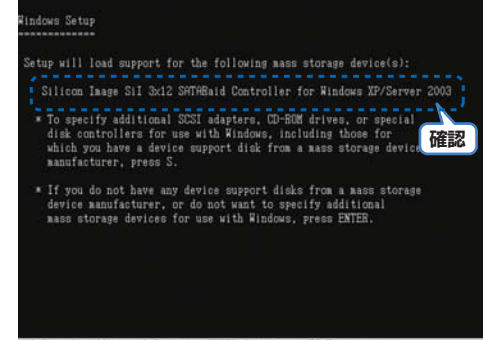 Windows Setup
=============
Setup will load support for the following mass storage device(s):
Silicon Image SiI 3x12 SATARaid Controller for Windows XP/Server 2003
* To specify additional SCSI adapters, CD-ROM drives, or special
disk controllers for use with Windows, including those for
which you have a device support disk from a mass storage device
manufacturer, press S.
確認
* If you do not have any device support disks from a mass storage
device manufacturer, or do not want to specify additional
mass storage devices for use with Windows, press ENTER.